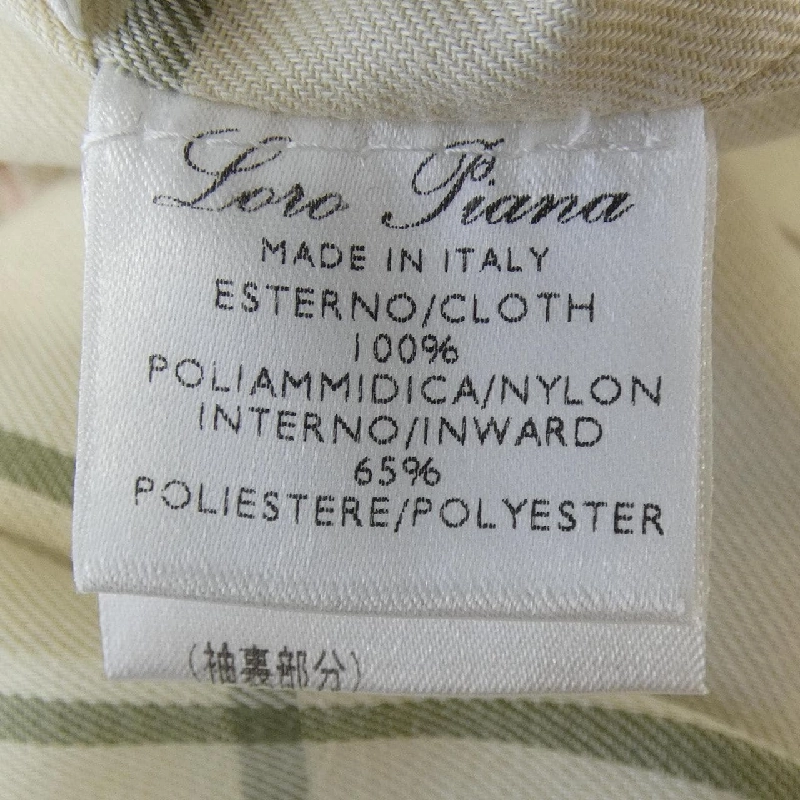 Loro Piana
MADE IN ITALY
ESTERNO/CLOTH
100%
POLIAMMIDICA/NYLON
INTERNO/INWARD
65%
POLIESTERE/POLYESTER
(袖裏部分)